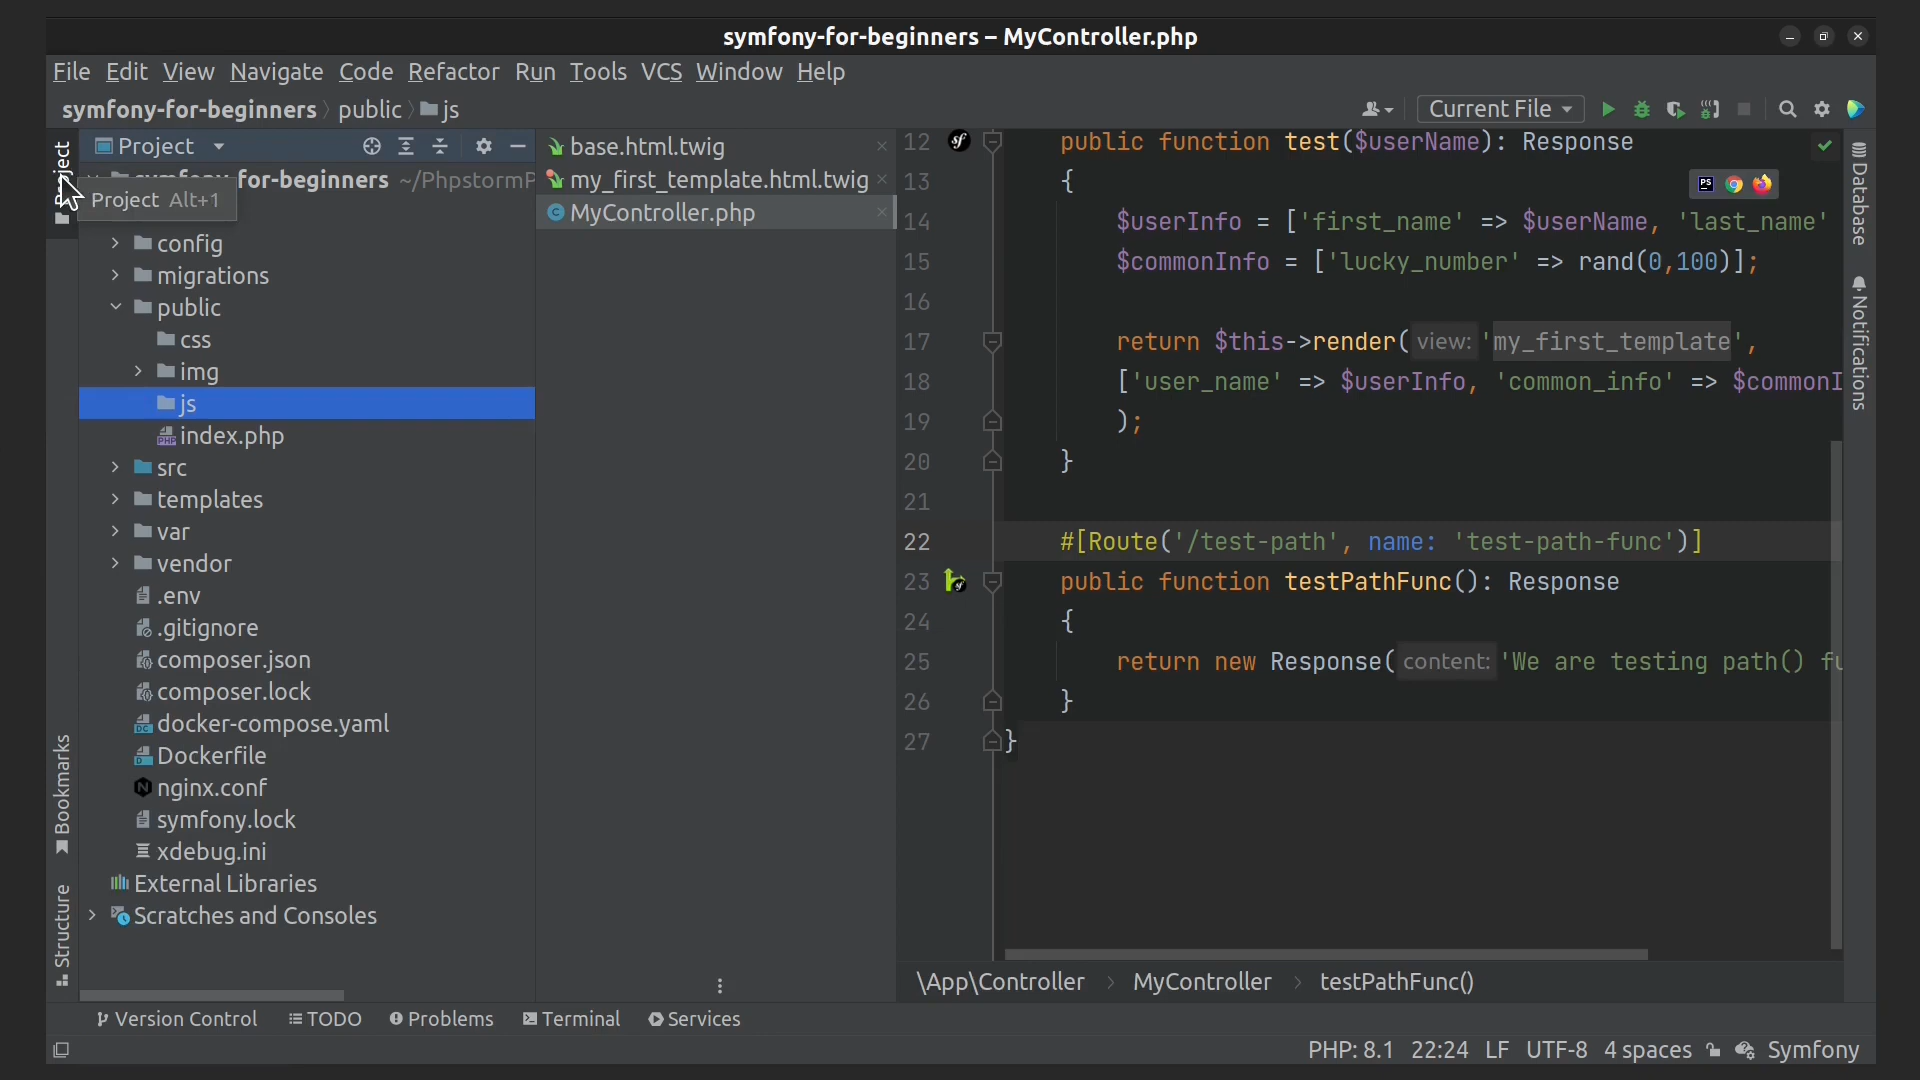 symfony-for-beginners – MyController.php
File Edit View Navigate Code Refactor Run Tools VCS Window Help
symfony-for-beginners public js
Current File
Project
Project
Project Alt+1
-for-beginners ~/PhpstormP
config
migrations
public
css
img
js
index.php
src
templates
var
vendor
.env
.gitignore
composer.json
composer.lock
docker-compose.yaml
Dockerfile
nginx.conf
symfony.lock
xdebug.ini
External Libraries
Scratches and Consoles
Bookmarks
Structure
base.html.twig
my_first_template.html.twig
MyController.php
12 public function test($userName): Response
13 {
14 $userInfo = ['first_name' => $userName, 'last_name'
15 $commonInfo = ['lucky_number' => rand(0,100)];
16
17 return $this->render( view: 'my_first_template',
18 ['user_name' => $userInfo, 'common_info' => $commonI
19 );
20 }
21
22 #[Route('/test-path', name: 'test-path-func')]
23 public function testPathFunc(): Response
24 {
25 return new Response( content: 'We are testing path() fu
26 }
27 }
Database
Notifications
\App\Controller MyController testPathFunc()
Version Control TODO Problems Terminal Services
PHP: 8.1 22:24 LF UTF-8 4 spaces Symfony